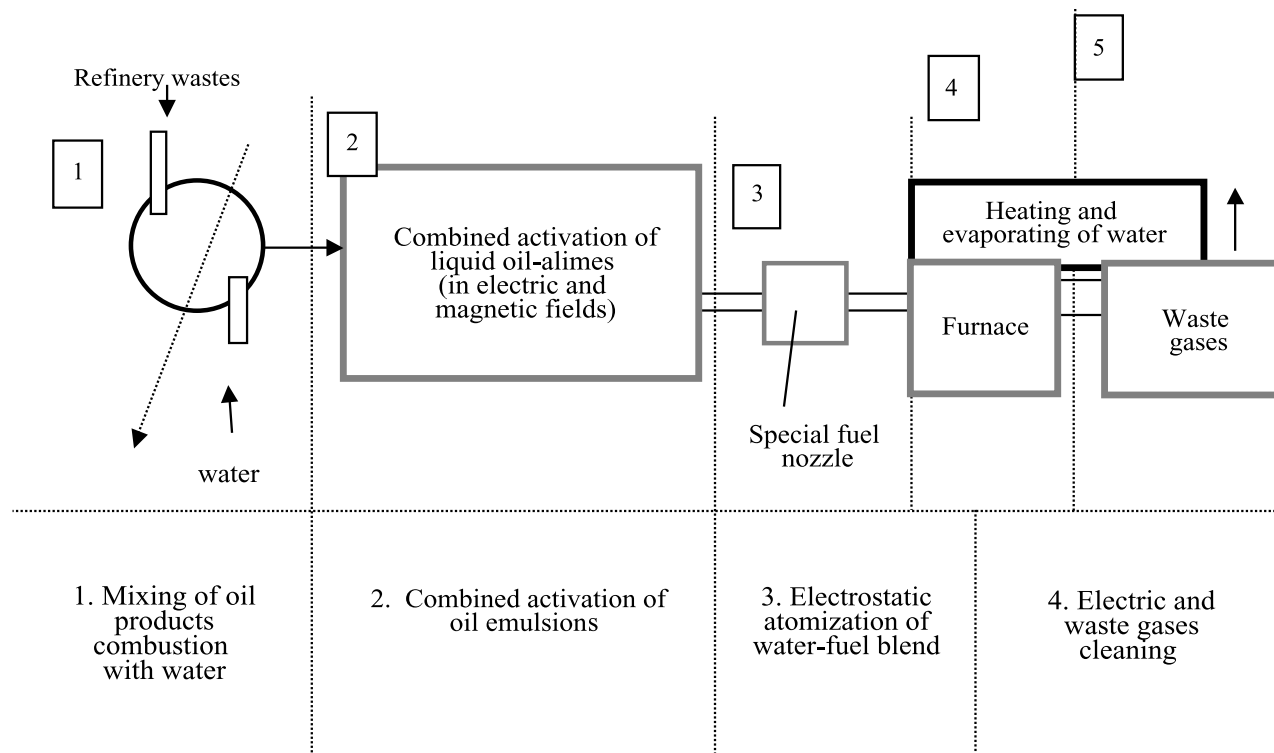 5
4
Refinery wastes
2
1
3
Combined activation of
liquid oil-alimes
(in electric and
magnetic fields)
Heating and
evaporating of water
Furnace
Waste
gases
Special fuel
nozzle
water
1. Mixing of oil
products
combustion
with water
2. Combined activation of
oil emulsions
3. Electrostatic
atomization of
water-fuel blend
4. Electric and
waste gases
cleaning